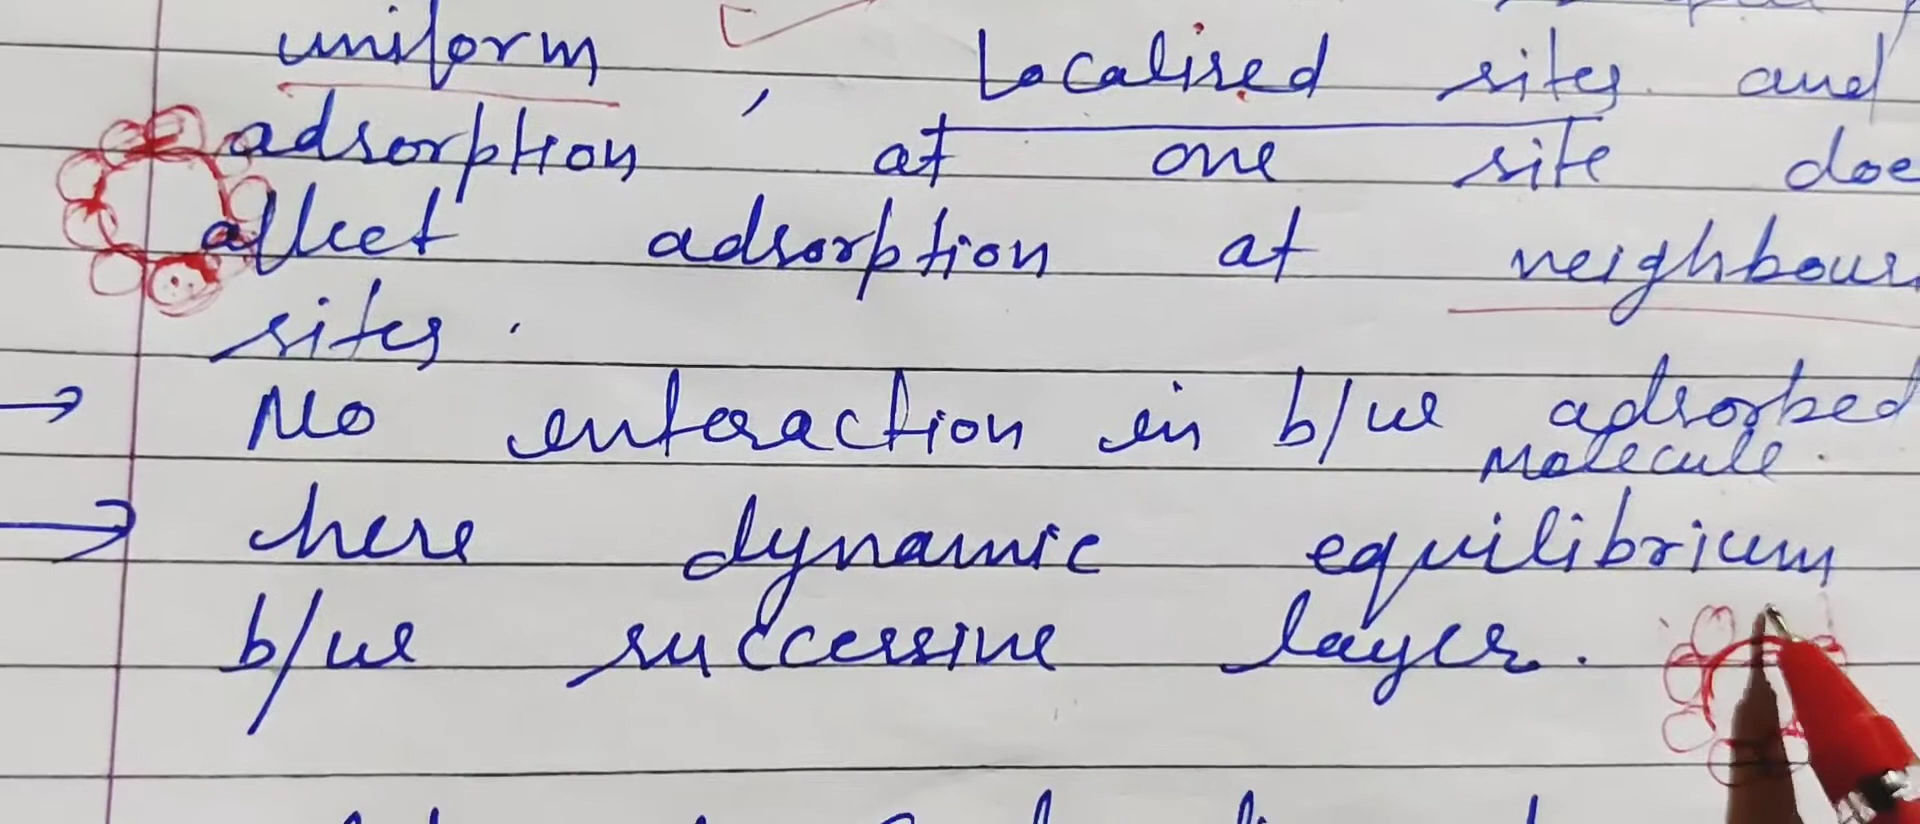 uniform , Localised sites and
adsorption at one site doe
affect adsorption at neighbour
sites.
→ No interaction in b/w adsorbed
molecule.
→ here dynamic equilibrium
b/w successive layer.